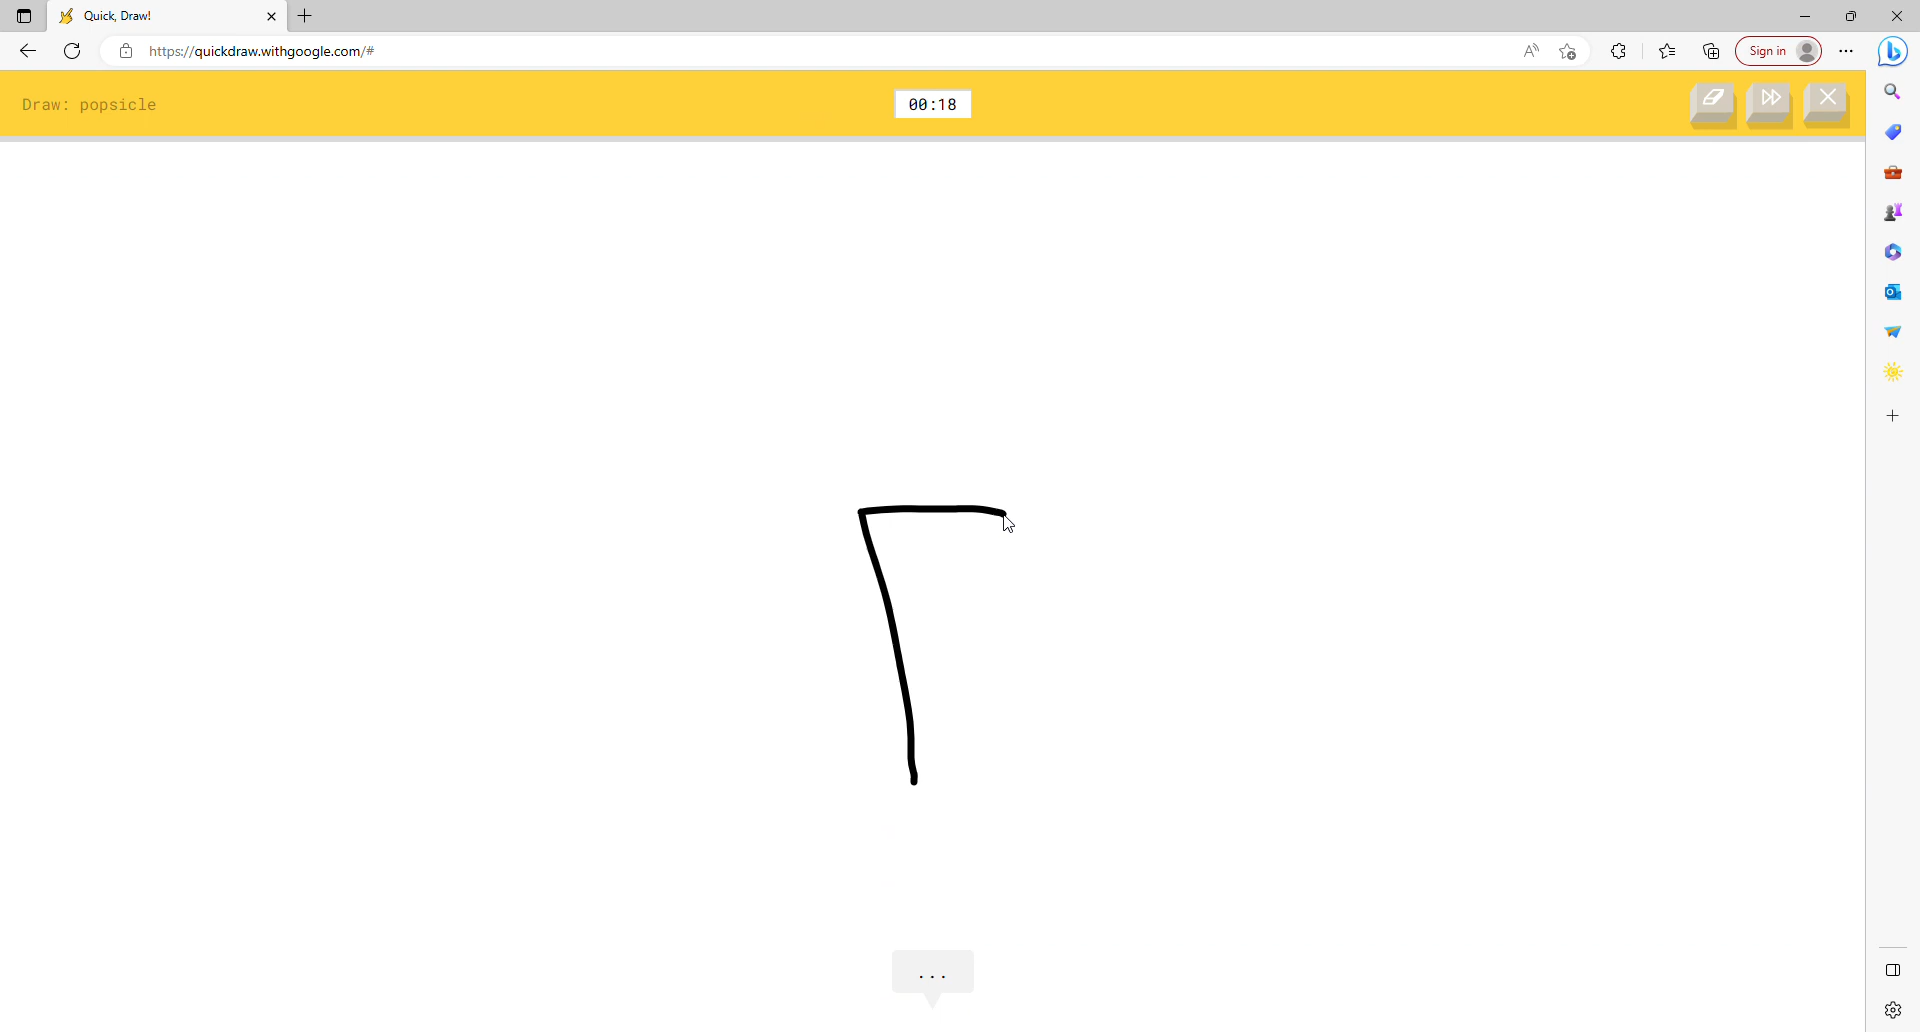 Quick, Draw!
https://quickdraw.withgoogle.com/#
Sign in
Draw: popsicle
00:18
...